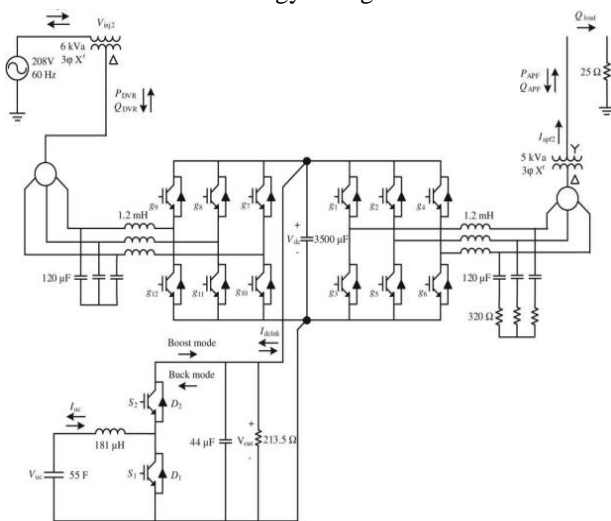 V_inj2
Q_load
6 kVa
3φ Xʳ
Δ
208V
60 Hz
25 Ω
P_DVR
Q_DVR
P_APF
Q_APF
I_apf2
5 kVa
3φ Xʳ
Y
Δ
g9
g8
g7
g1
g2
g4
1.2 mH
+
V_dc
-
3500 µF
1.2 mH
120 µF
g12
g11
g10
g3
g5
g6
120 µF
320 Ω
Boost mode
I_dclnk
Buck mode
S2
D2
I_uc
181 µH
44 µF
+
V_out
-
213.5 Ω
V_uc
55 F
S1
D1